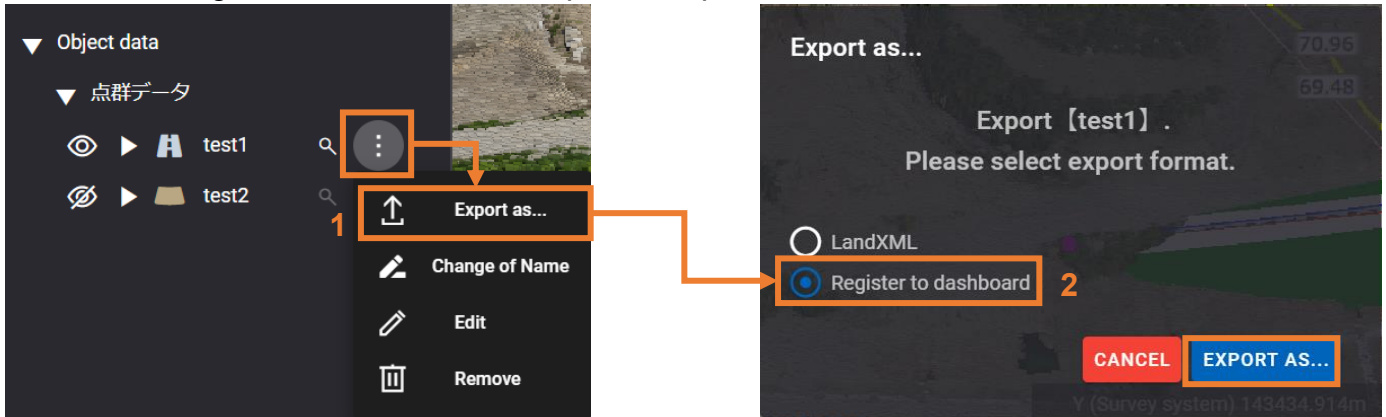 Object data
点群データ
test1
test2
1
Export as...
Change of Name
Edit
Remove
Export as...
70.96
69.48
Export【test1】.
Please select export format.
LandXML
Register to dashboard
2
CANCEL
EXPORT AS...
Y (Survey system) 143434.914m